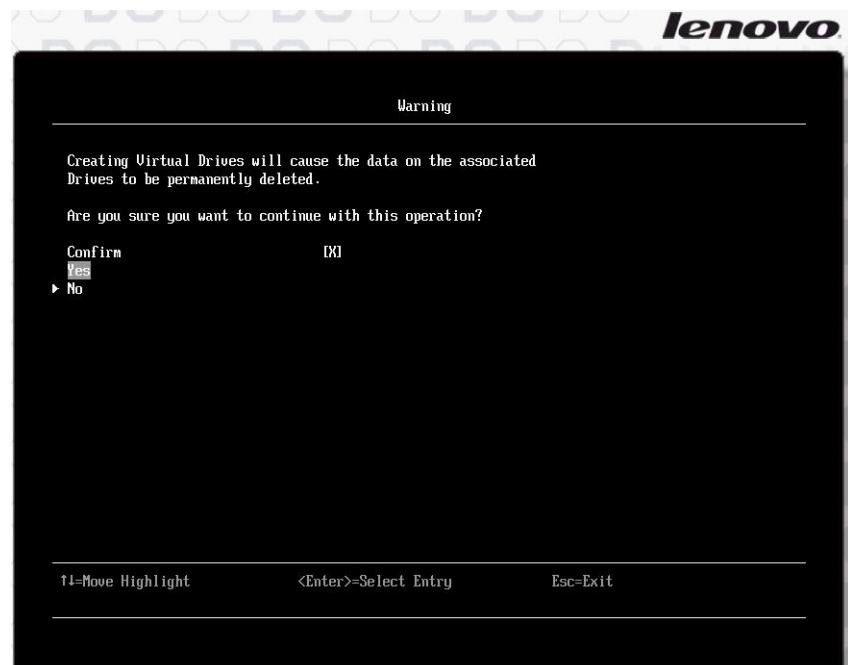 lenovo
Warning
Creating Virtual Drives will cause the data on the associated
Drives to be permanently deleted.
Are you sure you want to continue with this operation?
Confirm [X]
Yes
▶ No
↑↓=Move Highlight <Enter>=Select Entry Esc=Exit